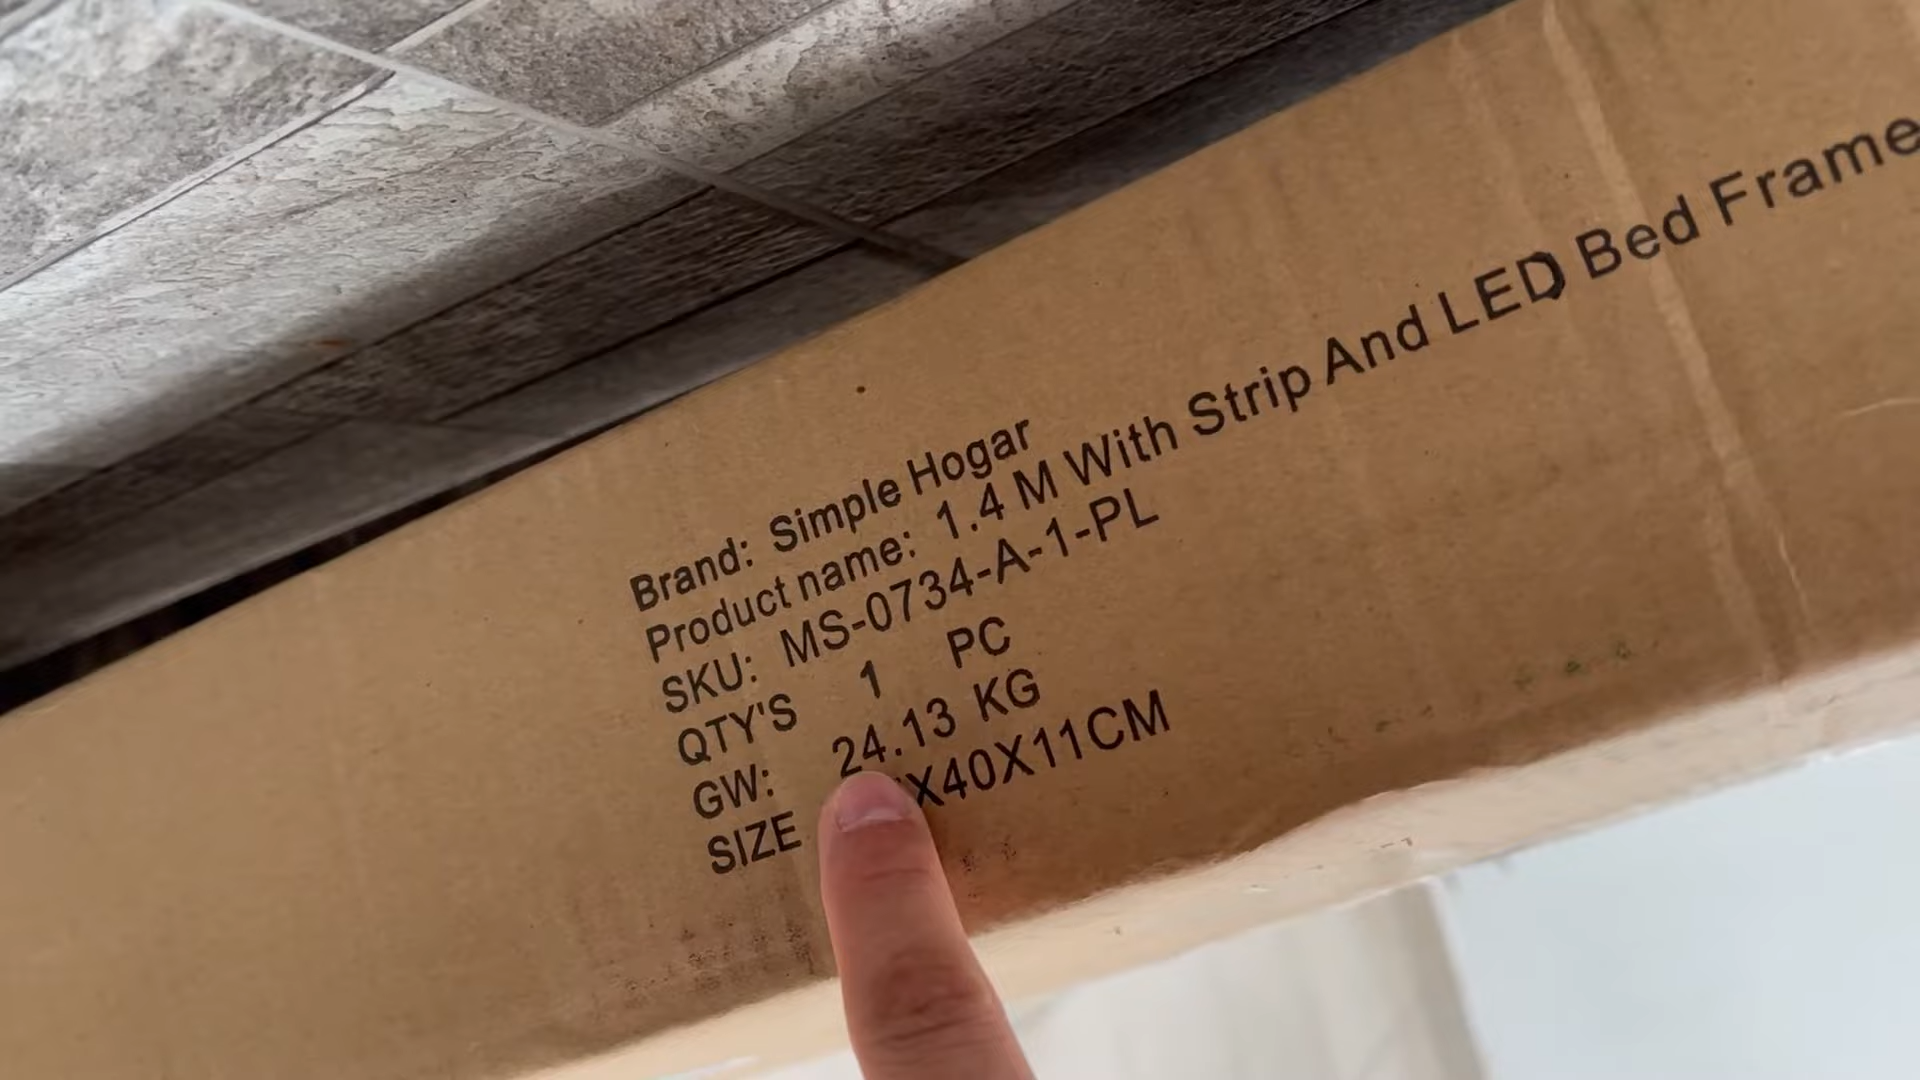 Brand: Simple Hogar
Product name: 1.4 M With Strip And LED Bed Frame
SKU: MS-0734-A-1-PL
QTY'S 1 PC
GW: 24.13 KG
SIZE X40X11CM